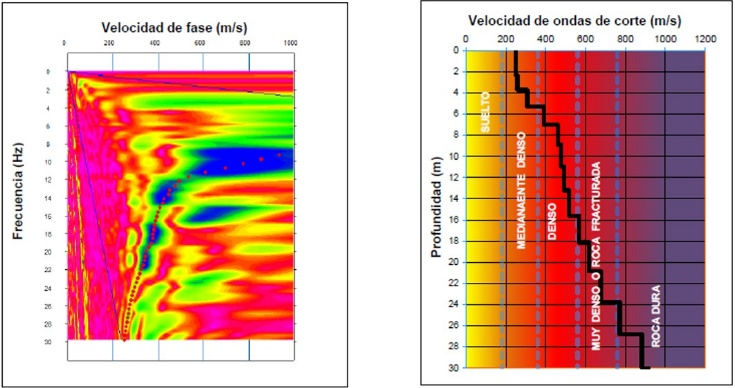 Velocidad de fase (m/s)
0 200 400 600 800 1000
Frecuencia (Hz)
0
2
4
6
8
10
12
14
16
18
20
22
24
26
28
30
Velocidad de ondas de corte (m/s)
0 200 400 600 800 1000 1200
Profundidad (m)
0
2
4
6
8
10
12
14
16
18
20
22
24
26
28
30
SUELTO
MEDIANAENTE DENSO
DENSO
MUY DENSO O ROCA FRACTURADA
ROCA DURA